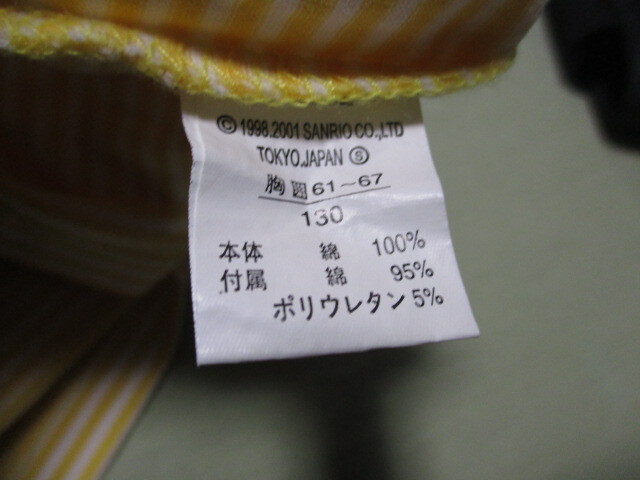 © 1998.2001 SANRIO CO.,LTD
TOKYO.JAPAN Ⓢ
胸囲 61～67
130
本体 綿 100%
付属 綿 95%
ポリウレタン 5%